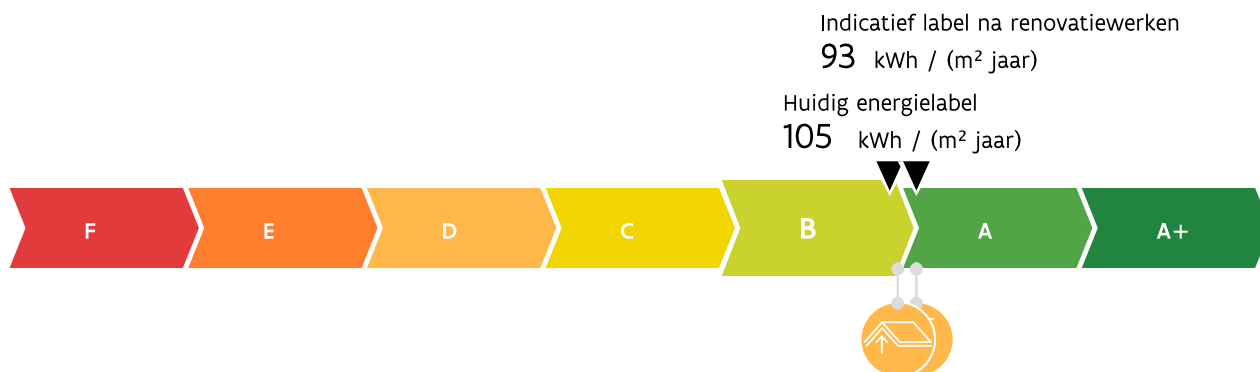 Indicatief label na renovatiewerken
93 kWh / (m² jaar)
Huidig energielabel
105 kWh / (m² jaar)
F E D C B A A+